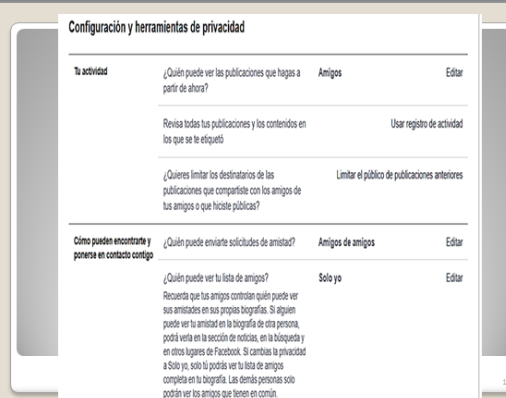 Configuración y herramientas de privacidad
Tu actividad
¿Quién puede ver las publicaciones que hagas a
partir de ahora?
Amigos
Editar
Revisa todas tus publicaciones y los contenidos en
los que se te etiquetó
Usar registro de actividad
¿Quieres limitar los destinatarios de las
publicaciones que compartiste con los amigos de
tus amigos o que hiciste públicas?
Limitar el público de publicaciones anteriores
Cómo pueden encontrarte y
ponerse en contacto contigo
¿Quién puede enviarte solicitudes de amistad?
Amigos de amigos
Editar
¿Quién puede ver tu lista de amigos?
Solo yo
Editar
Recuerda que tus amigos controlan quién puede ver
sus amistades en sus propias biografías. Si alguien
puede ver tu amistad en la biografía de otra persona,
podrá verla en la sección de noticias, en la búsqueda y
en otros lugares de Facebook. Si cambias la privacidad
a Solo yo, solo tú podrás ver tu lista de amigos
completa en tu biografía. Las demás personas solo
podrán ver los amigos que tienen en común.